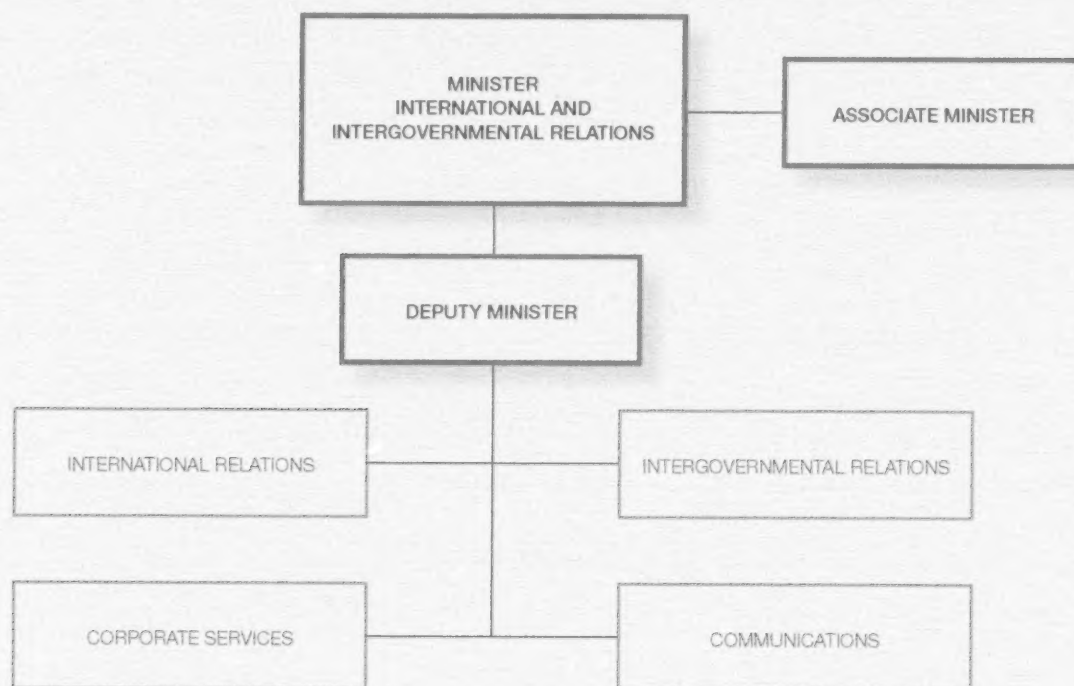 MINISTER
INTERNATIONAL AND
INTERGOVERNMENTAL RELATIONS
ASSOCIATE MINISTER
DEPUTY MINISTER
INTERNATIONAL RELATIONS
INTERGOVERNMENTAL RELATIONS
CORPORATE SERVICES
COMMUNICATIONS